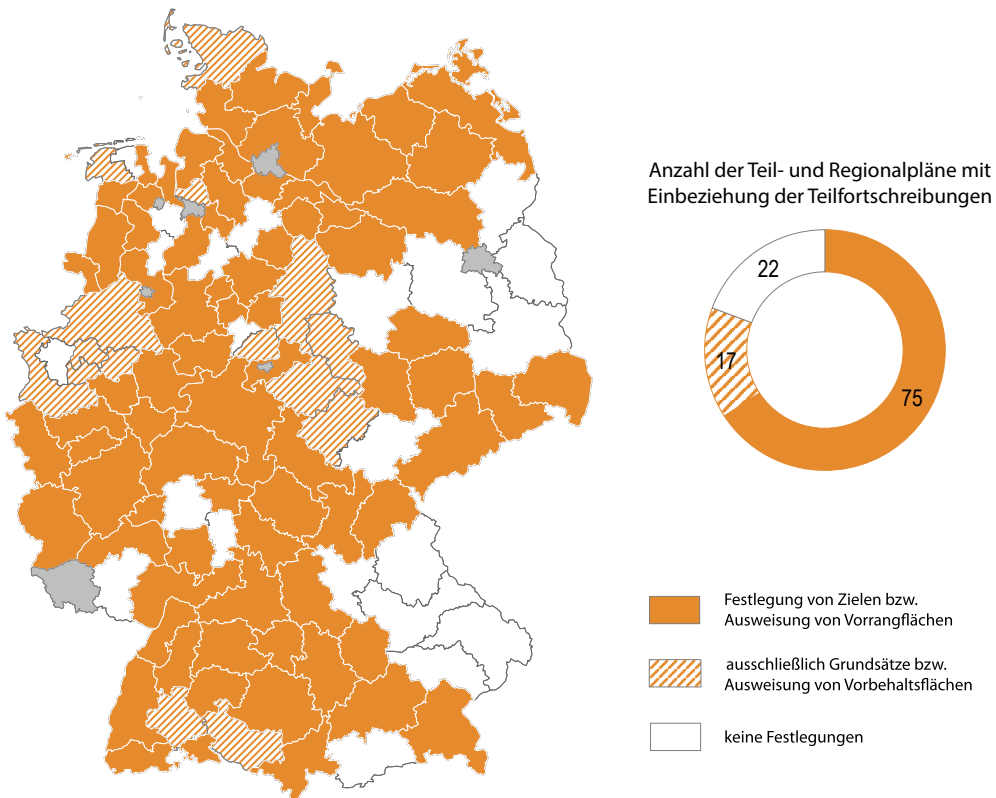 Anzahl der Teil- und Regionalpläne mit
Einbeziehung der Teilfortschreibungen
22
17
75
Festlegung von Zielen bzw.
Ausweisung von Vorrangflächen
ausschließlich Grundsätze bzw.
Ausweisung von Vorbehaltsflächen
keine Festlegungen